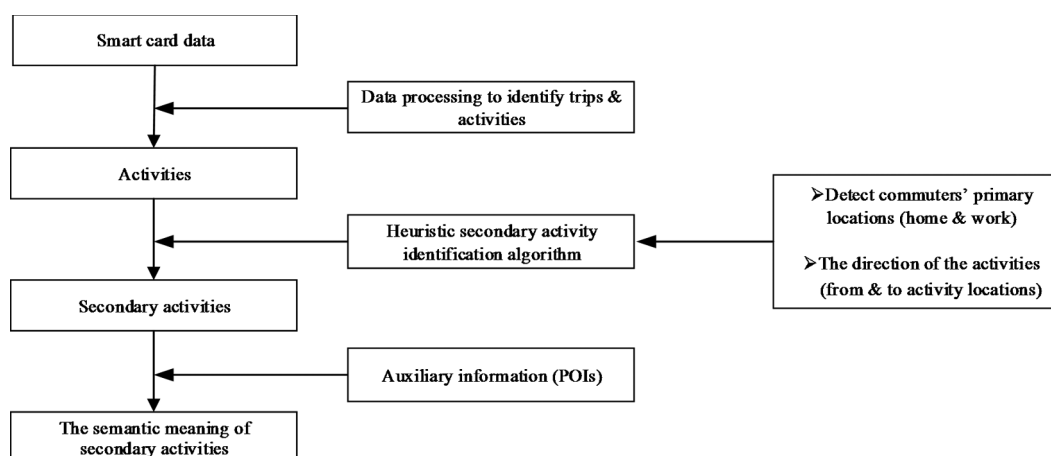 Smart card data
Data processing to identify trips &
activities
Activities
Heuristic secondary activity
identification algorithm
➢Detect commuters’ primary
locations (home & work)
➢The direction of the activities
(from & to activity locations)
Secondary activities
Auxiliary information (POIs)
The semantic meaning of
secondary activities